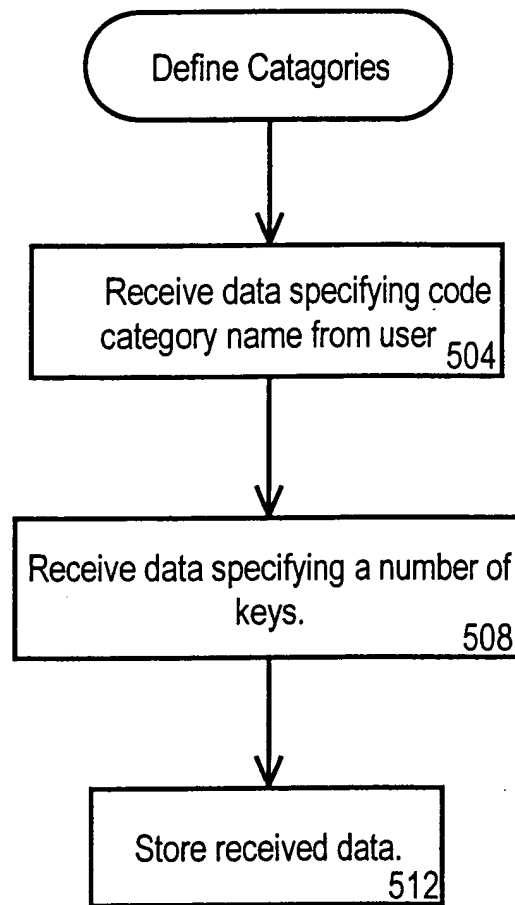 Define Catagories
Receive data specifying code
category name from user
504
Receive data specifying a number of
keys.
508
Store received data.
512